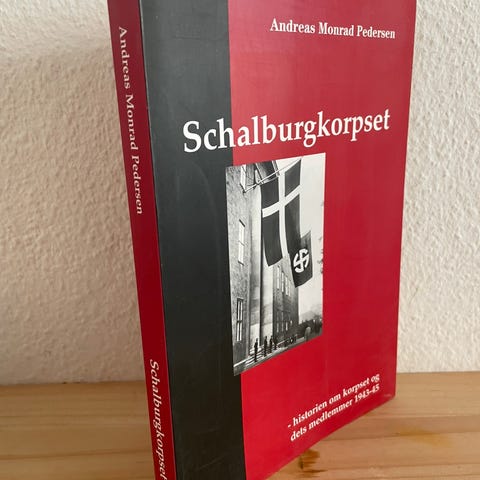 Andreas Monrad Pedersen
Schalburgkorpset
- historien om korpset og
dets medlemmer 1943-45
Andreas Monrad Pedersen
Schalburgkorpset